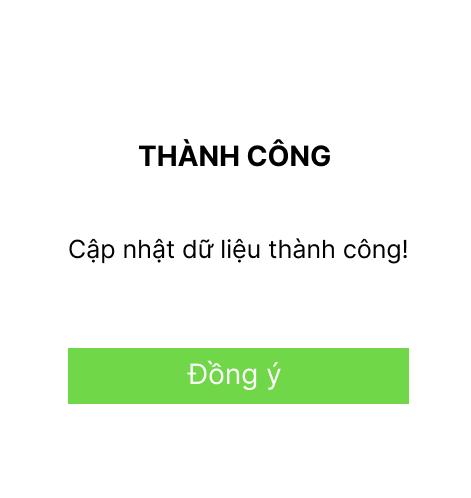 THÀNH CÔNG
Cập nhật dữ liệu thành công!
Đồng ý